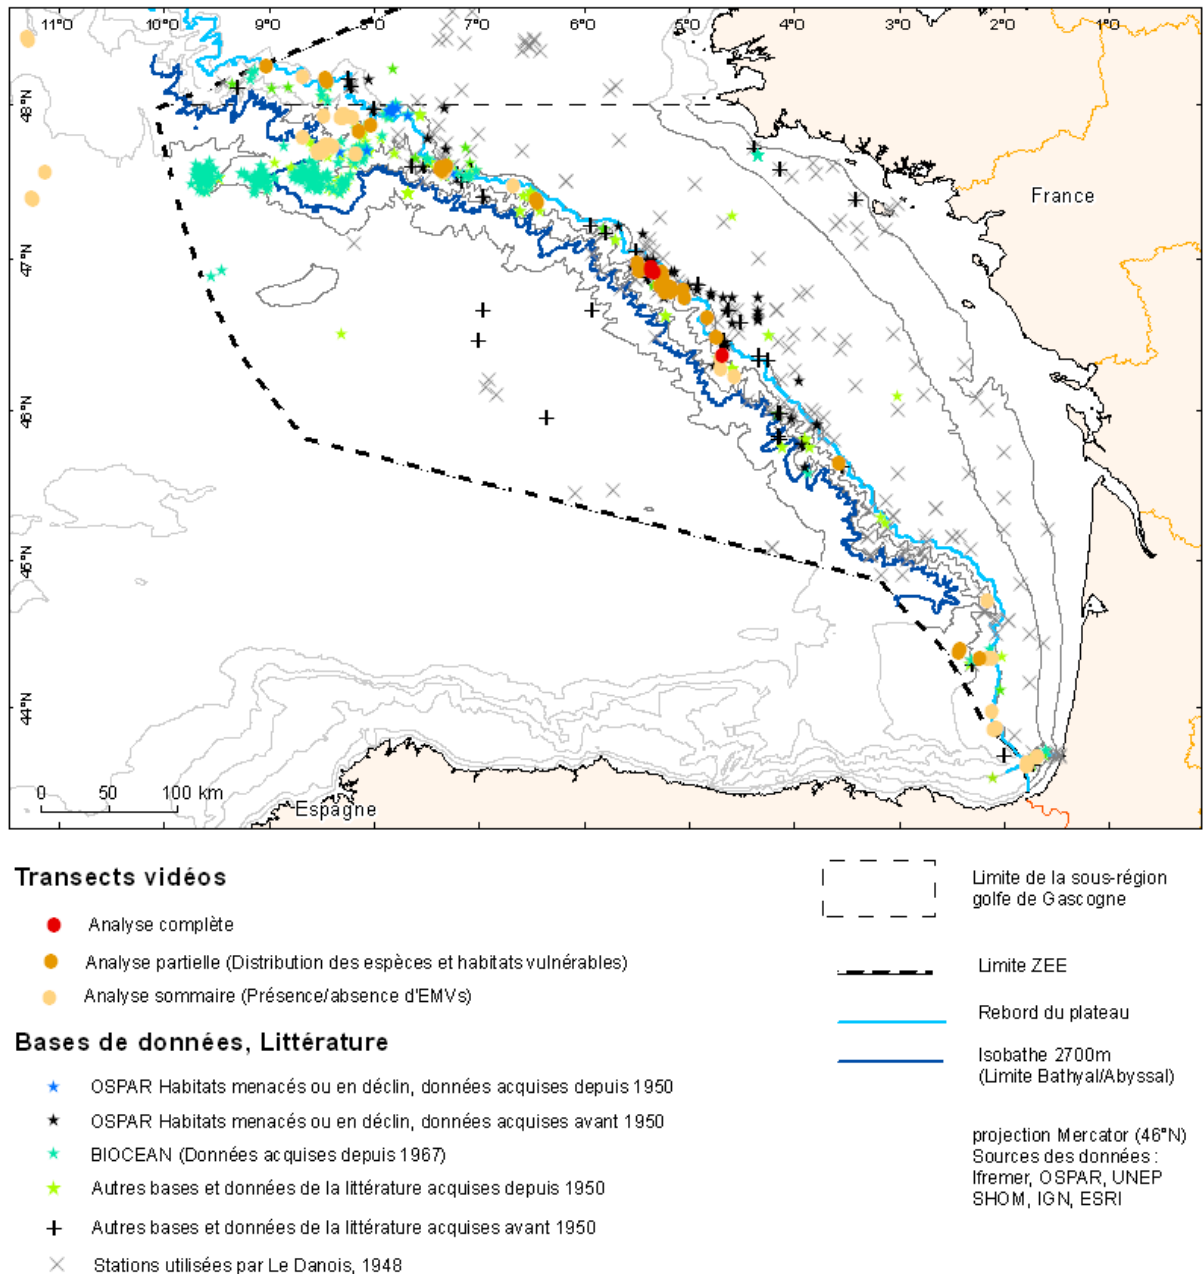 11°0
10°0
9°0
8°0
7°0
6°0
5°0
4°0
3°0
2°0
1°0
48°N
47°N
46°N
45°N
44°N
France
Espagne
0 50 100 km
Transects vidéos
Analyse complète
Analyse partielle (Distribution des espèces et habitats vulnérables)
Analyse sommaire (Présence/absence d'EMVs)
Bases de données, Littérature
OSPAR Habitats menacés ou en déclin, données acquises depuis 1950
OSPAR Habitats menacés ou en déclin, données acquises avant 1950
BIOCEAN (Données acquises depuis 1967)
Autres bases et données de la littérature acquises depuis 1950
Autres bases et données de la littérature acquises avant 1950
Stations utilisées par Le Danois, 1948
Limite de la sous-région
golfe de Gascogne
Limite ZEE
Rebord du plateau
Isobathe 2700m
(Limite Bathyal/Abyssal)
projection Mercator (46°N)
Sources des données :
Ifremer, OSPAR, UNEP
SHOM, IGN, ESRI